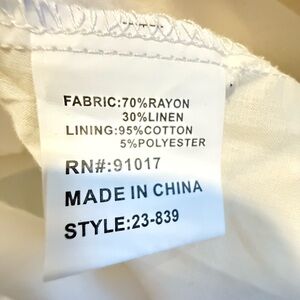 FABRIC:70%RAYON
30%LINEN
LINING:95%COTTON
5%POLYESTER
RN#:91017
MADE IN CHINA
STYLE:23-839